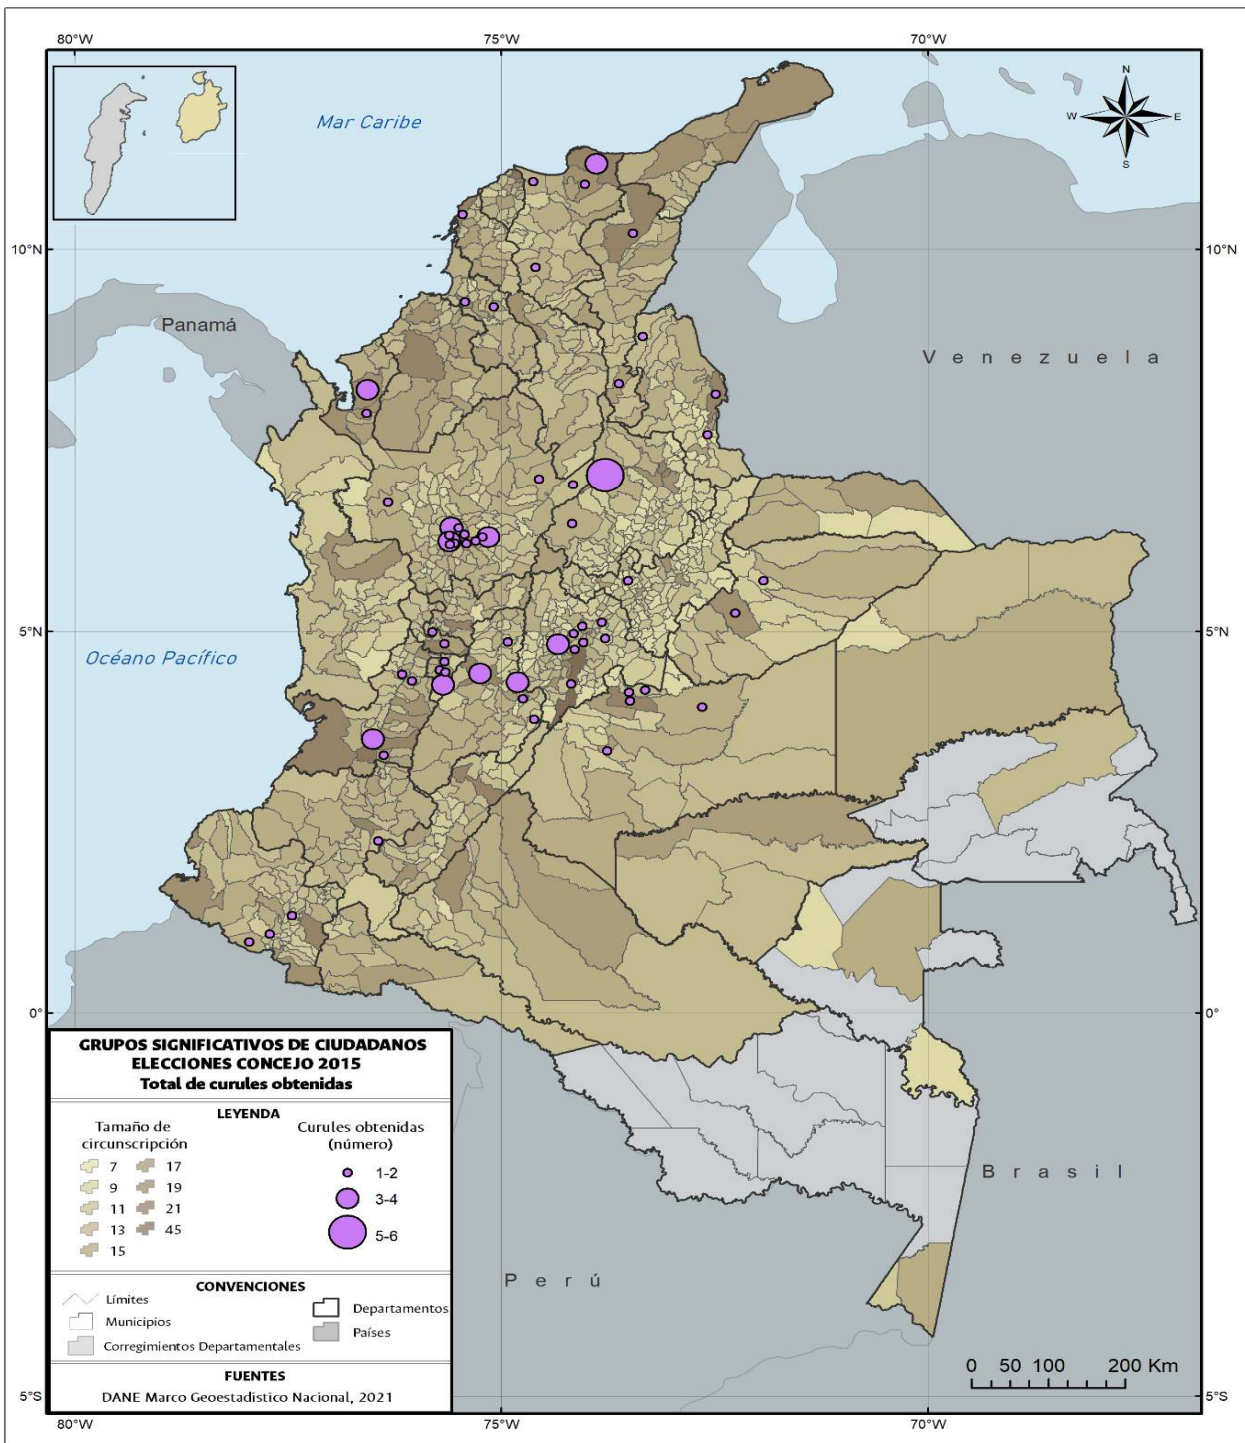 80°W
75°W
70°W
Mar Caribe
N
W
E
S
10°N
10°N
Panamá
Venezuela
5°N
5°N
Océano Pacífico
0°
0°
GRUPOS SIGNIFICATIVOS DE CIUDADANOS
ELECCIONES CONCEJO 2015
Total de curules obtenidas
LEYENDA
Tamaño de
circunscripción
7
9
11
13
15
17
19
21
45
Curules obtenidas
(número)
1-2
3-4
5-6
CONVENCIONES
Límites
Municipios
Corregimientos Departamentales
Departamentos
Países
FUENTES
DANE Marco Geoestadistico Nacional, 2021
Brasil
Perú
0 50 100 200 Km
5°S
5°S
80°W
75°W
70°W